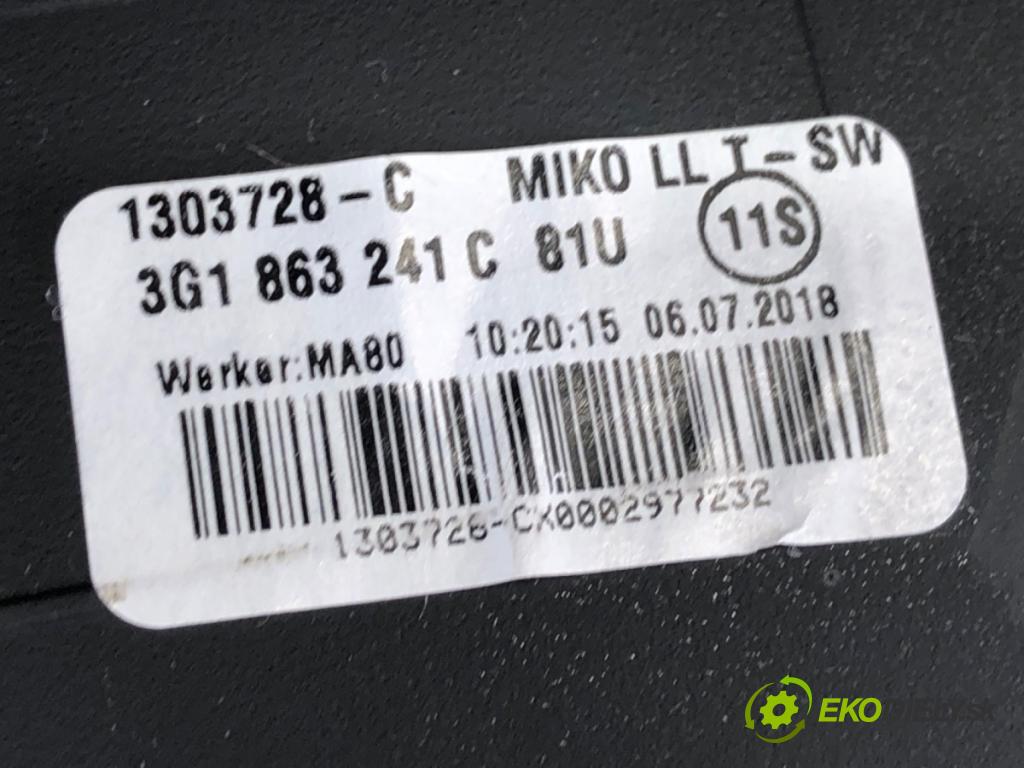 1303728-C MIKO LL T-SW
3G1 863 241 C 81U 11S
Werker:MA80 10:20:15 06.07.2018
1303728-CX0002977232
EKO